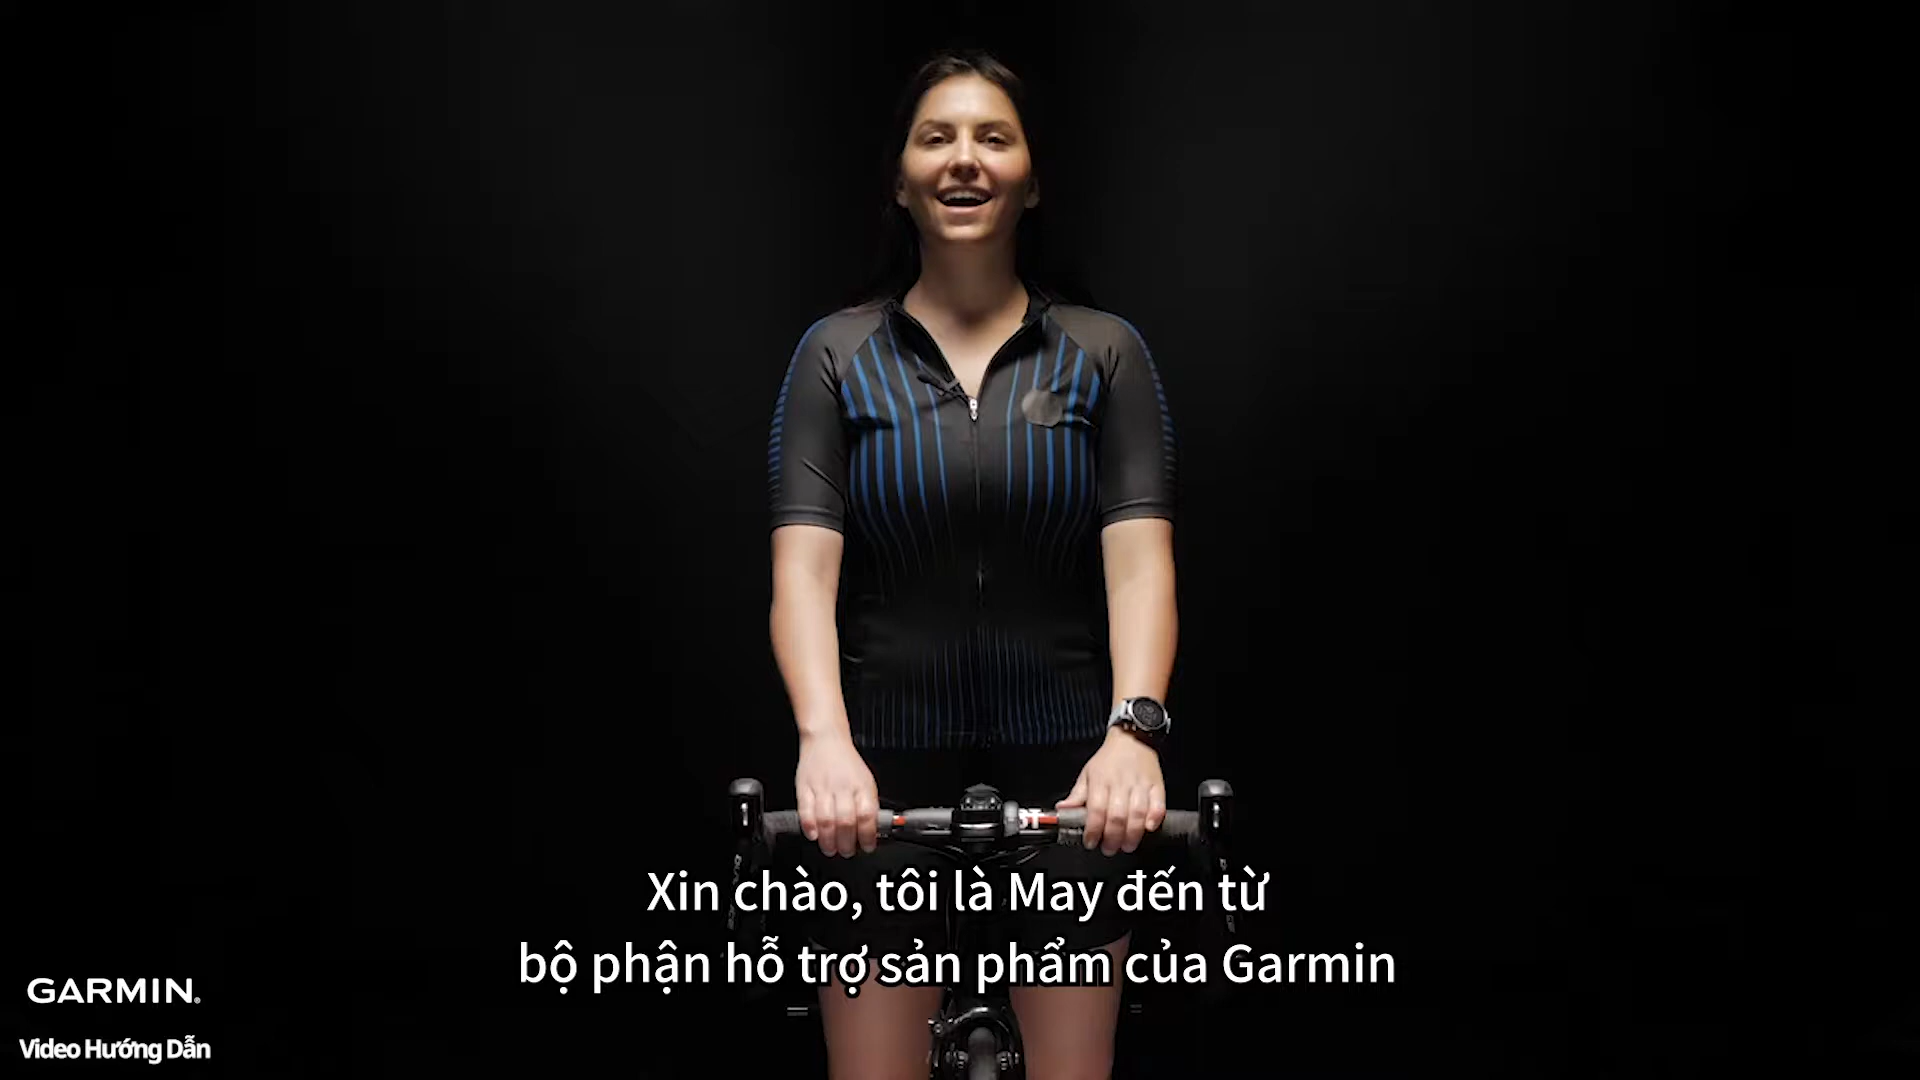 Xin chào, tôi là May đến từ
bộ phận hỗ trợ sản phẩm của Garmin
GARMIN®
Video Hướng Dẫn